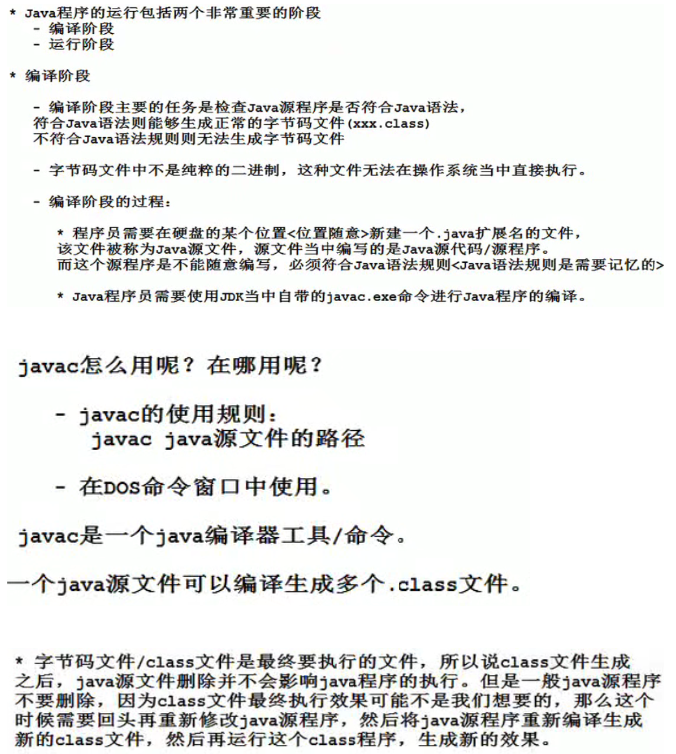 * Java程序的运行包括两个非常重要的阶段
- 编译阶段
- 运行阶段
* 编译阶段
- 编译阶段主要的任务是检查Java源程序是否符合Java语法，
符合Java语法则能够生成正常的字节码文件(xxx.class)
不符合Java语法规则则无法生成字节码文件
- 字节码文件中不是纯粹的二进制，这种文件无法在操作系统当中直接执行。
- 编译阶段的过程：
* 程序员需要在硬盘的某个位置<位置随意>新建一个.java扩展名的文件，
该文件被称为Java源文件，源文件当中编写的是Java源代码/源程序。
而这个源程序是不能随意编写，必须符合Java语法规则<Java语法规则是需要记忆的>
* Java程序员需要使用JDK当中自带的javac.exe命令进行Java程序的编译。
javac怎么用呢？在哪用呢？
- javac的使用规则：
javac java源文件的路径
- 在DOS命令窗口中使用。
javac是一个java编译器工具/命令。
一个java源文件可以编译生成多个.class文件。
* 字节码文件/class文件是最终要执行的文件，所以说class文件生成
之后，java源文件删除并不会影响java程序的执行。但是一般java源程序
不要删除，因为class文件最终执行效果可能不是我们想要的，那么这个
时候需要回头再重新修改java源程序，然后将java源程序重新编译生成
新的class文件，然后再运行这个class程序，生成新的效果。